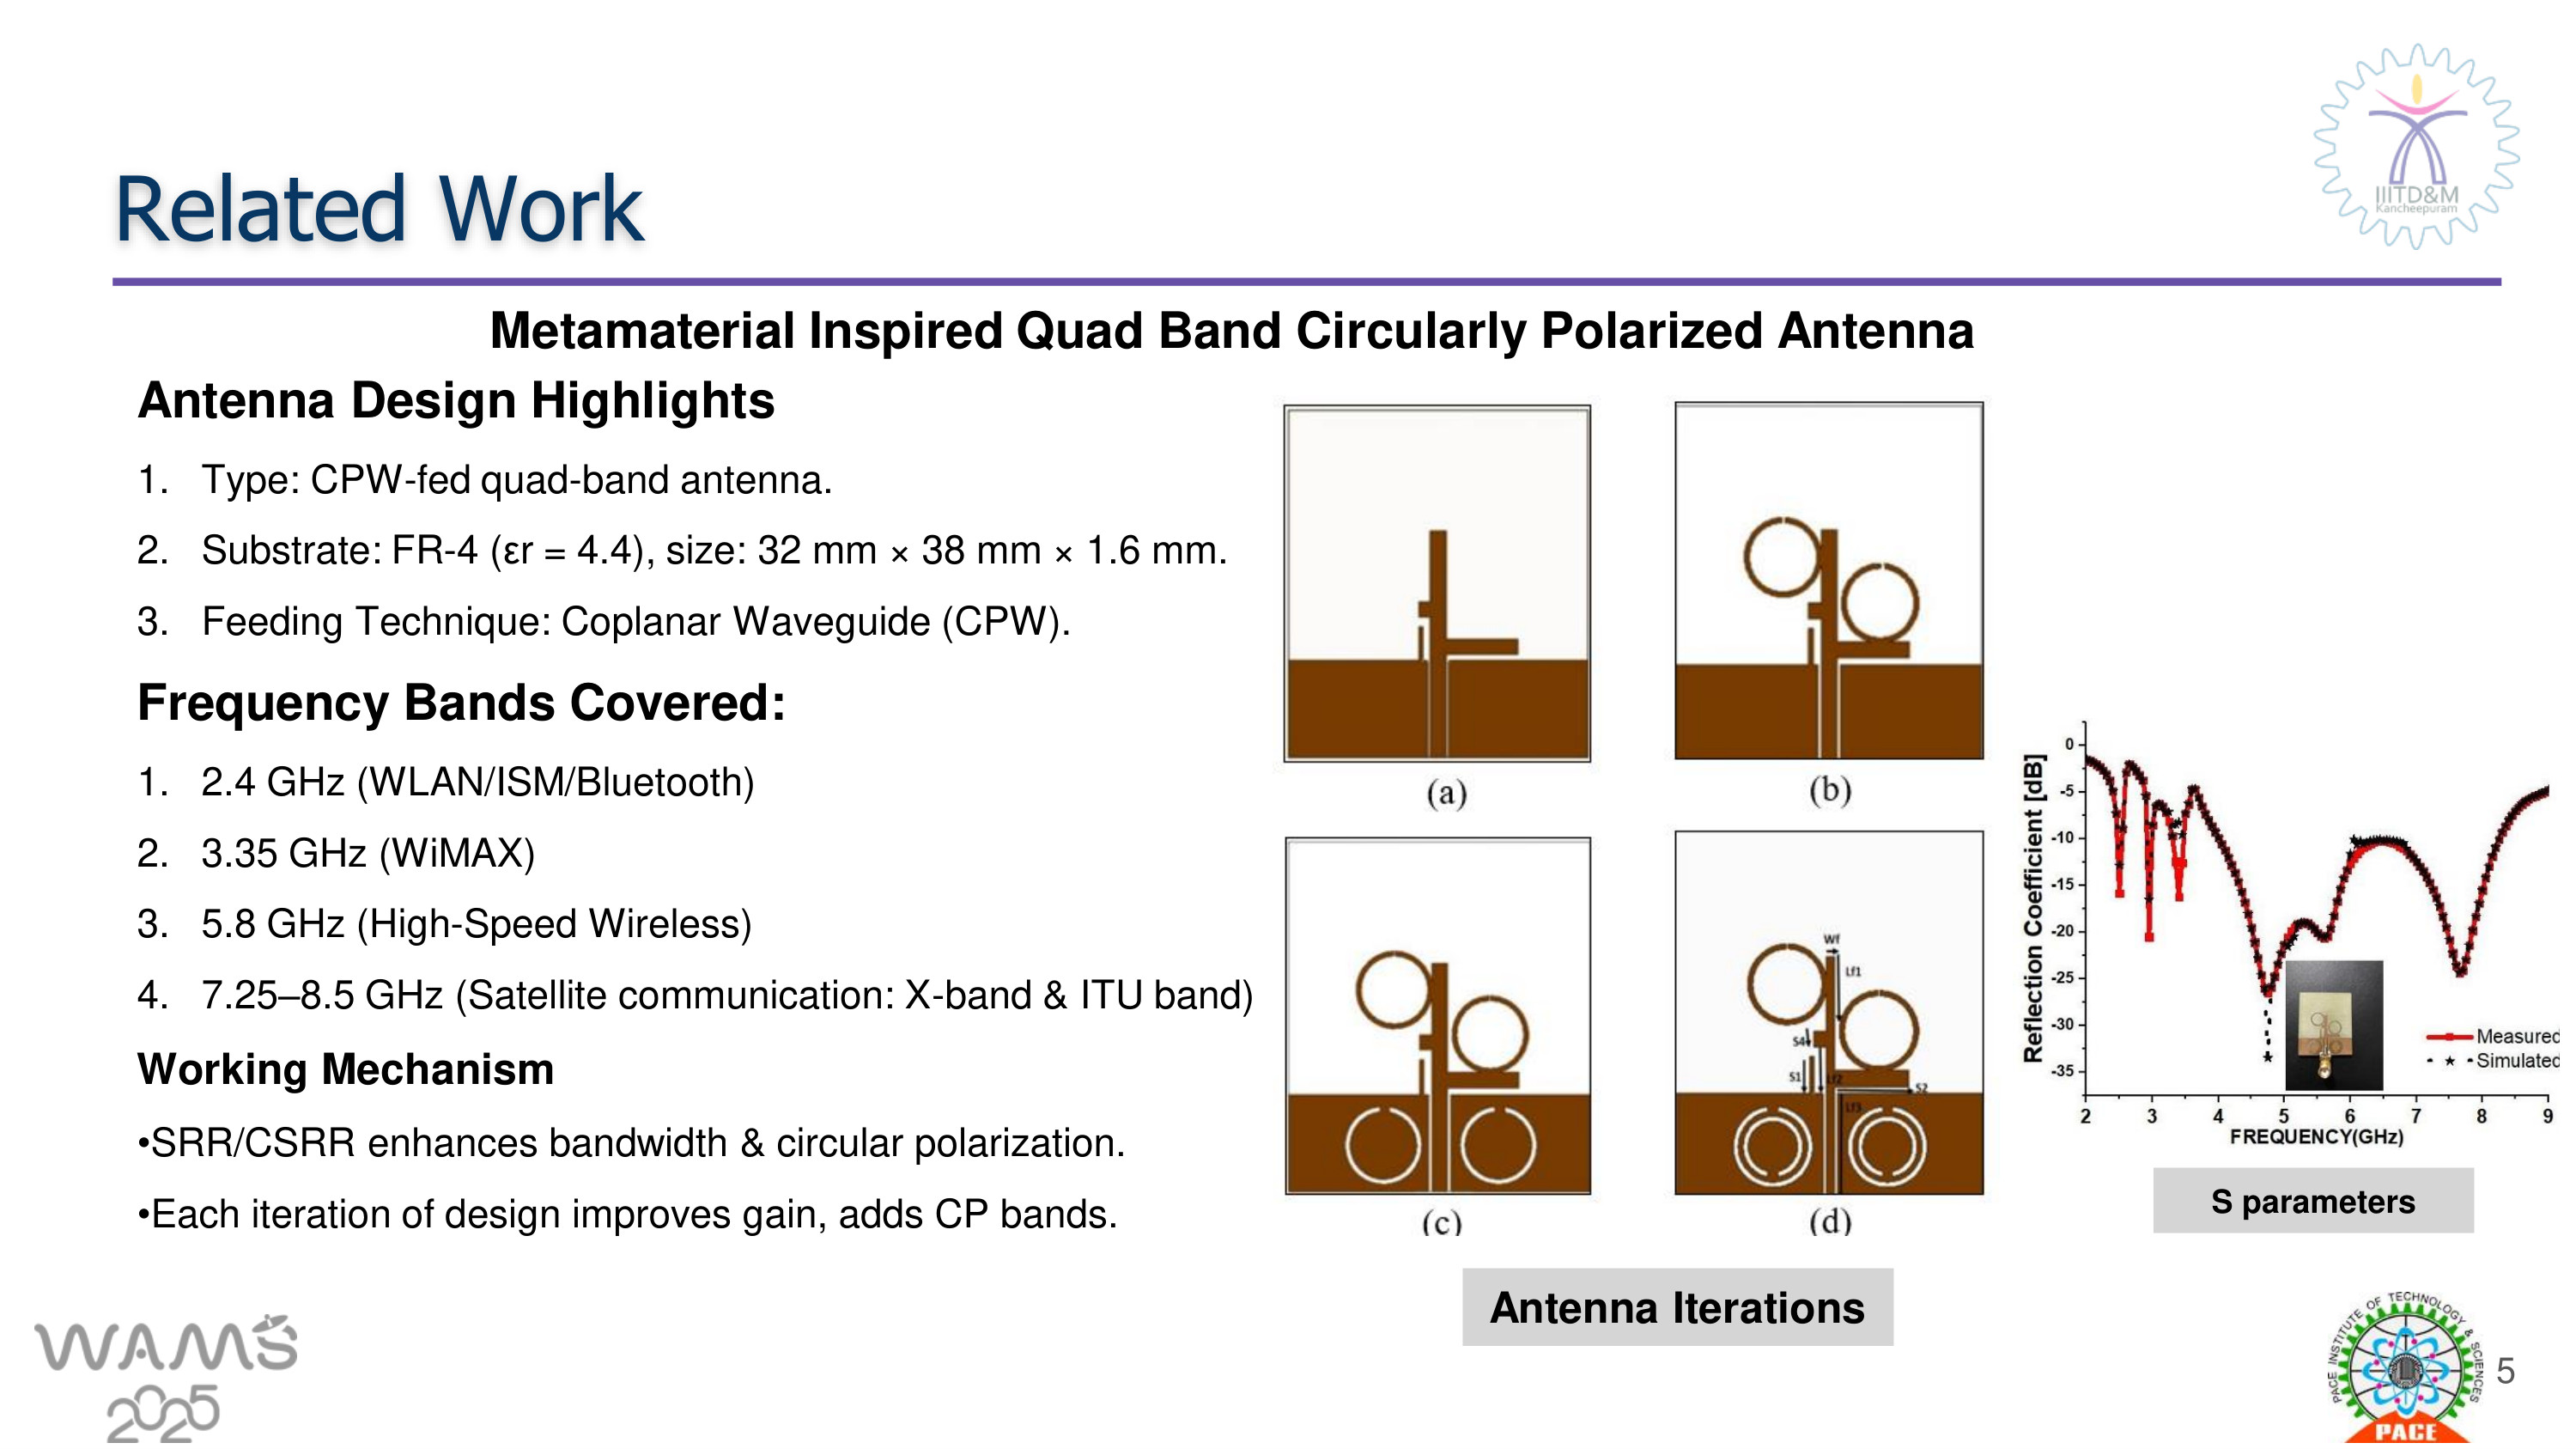 IIITD&M
Kancheepuram
Related Work
Metamaterial Inspired Quad Band Circularly Polarized Antenna
Antenna Design Highlights
1. Type: CPW-fed quad-band antenna.
2. Substrate: FR-4 (εr = 4.4), size: 32 mm × 38 mm × 1.6 mm.
3. Feeding Technique: Coplanar Waveguide (CPW).
Frequency Bands Covered:
1. 2.4 GHz (WLAN/ISM/Bluetooth)
2. 3.35 GHz (WiMAX)
3. 5.8 GHz (High-Speed Wireless)
4. 7.25–8.5 GHz (Satellite communication: X-band & ITU band)
Working Mechanism
•SRR/CSRR enhances bandwidth & circular polarization.
•Each iteration of design improves gain, adds CP bands.
(a)
(b)
(c)
Wf
Lf1
S4
S1
Lf2
S2
Lf3
(d)
Antenna Iterations
Reflection Coefficient [dB]
0
-5
-10
-15
-20
-25
-30
-35
Measured
Simulated
2 3 4 5 6 7 8 9
FREQUENCY(GHz)
S parameters
WAMS
2025
PACE INSTITUTE OF TECHNOLOGY & SCIENCES
PACE
5